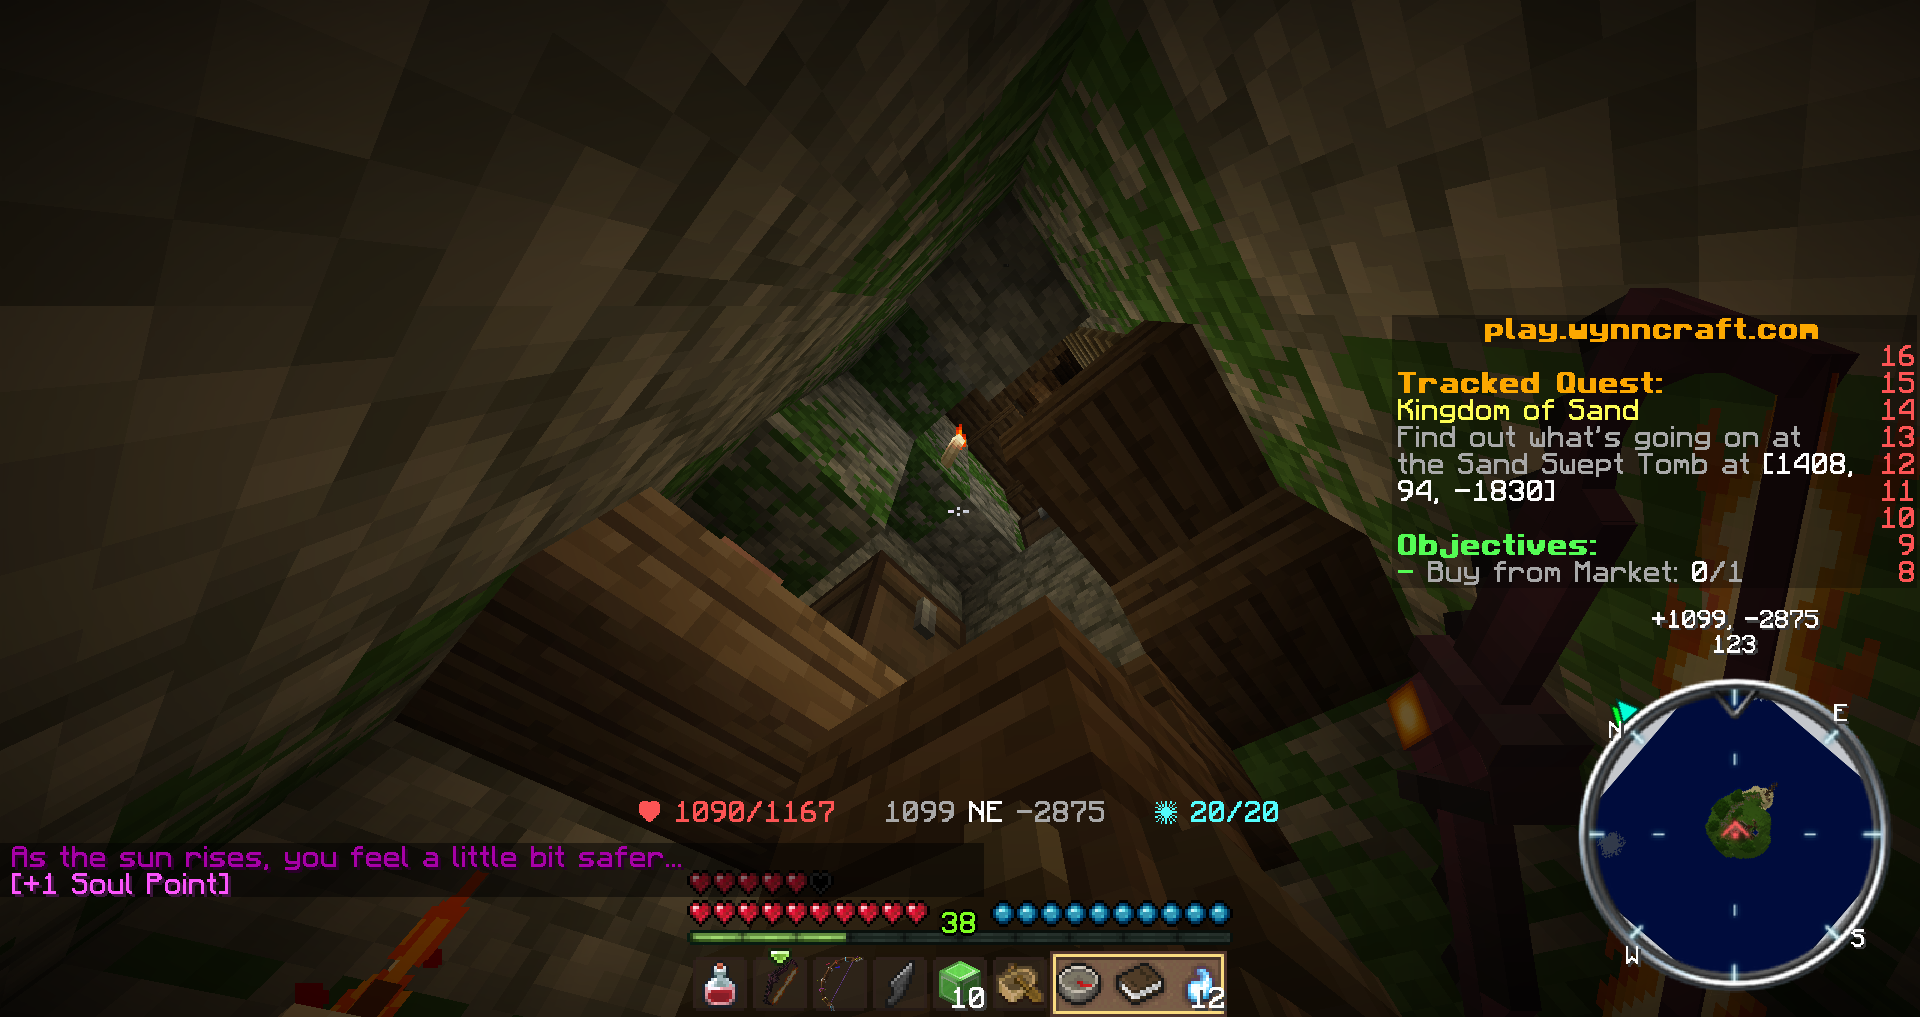 play.wynncraft.com
16
Tracked Quest: 15
Kingdom of Sand 14
Find out what's going on at 13
the Sand Swept Tomb at [1408, 12
94, -1830] 11
10
Objectives: 9
- Buy from Market: 0/1 8
+1099, -2875
123
N
E
W
S
1090/1167 1099 NE -2875 20/20
As the sun rises, you feel a little bit safer...
[+1 Soul Point]
38
10
12